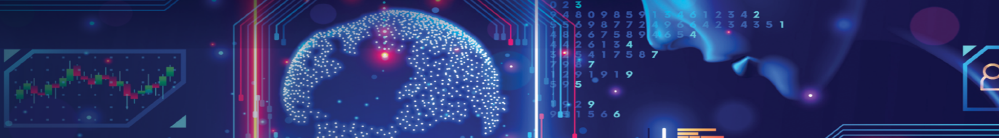 0 2 3
9 4 8 0 9 8 5 9 1 3 4 6 1 2 3 4 2
5 5 6 9 8 7 7 2 4 9 6 6 4 2 3 4 3 5 1
4 8 6 6 7 5 8 9 4 6 5 4
4 4 2 6 1 3 4
3 2 5 4 1 7 5 8 7
7 9 8 7
1 2 9 1 9 1 9
5 9 5
9 2 9
9 3 1 5 6 6